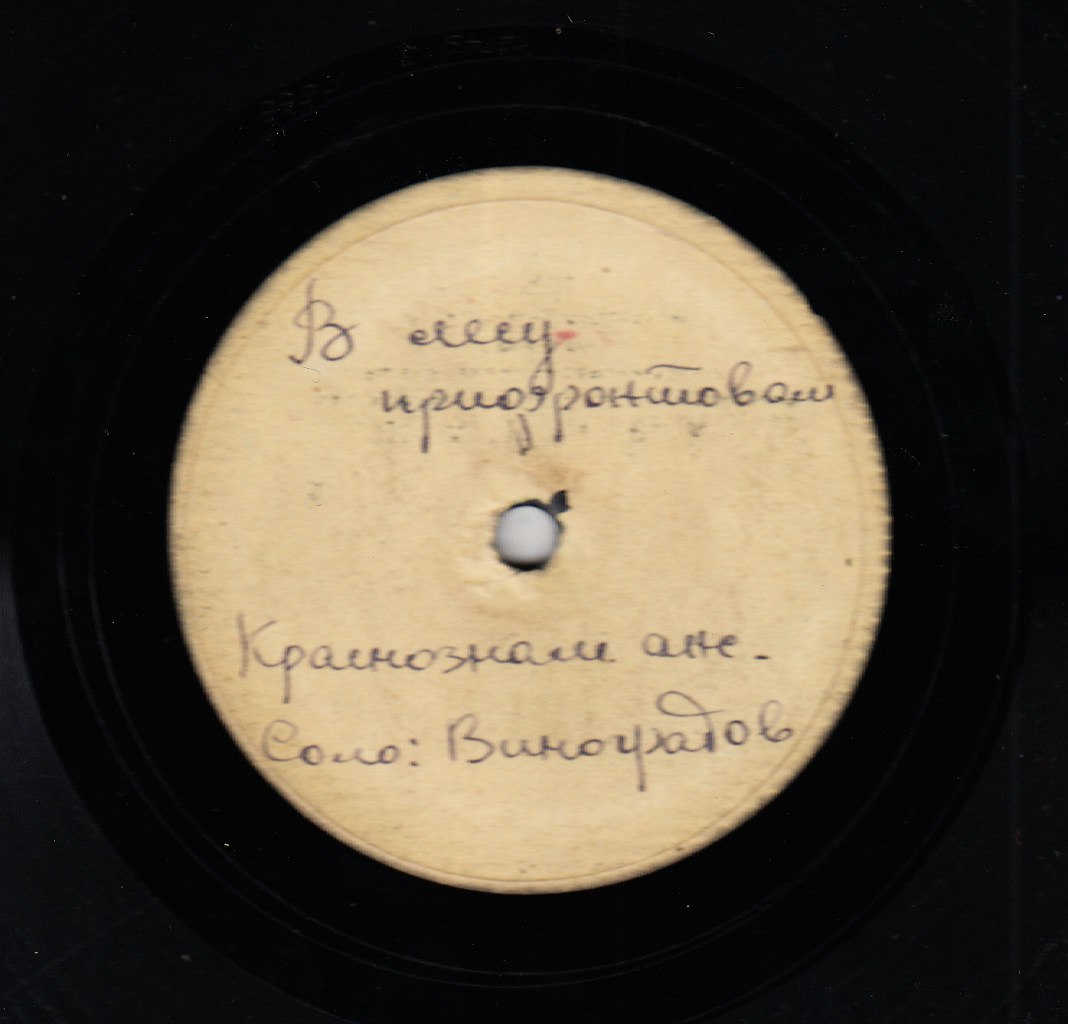 В лесу
прифронтовом
Краснознам. анс.
Соло: Виноградов